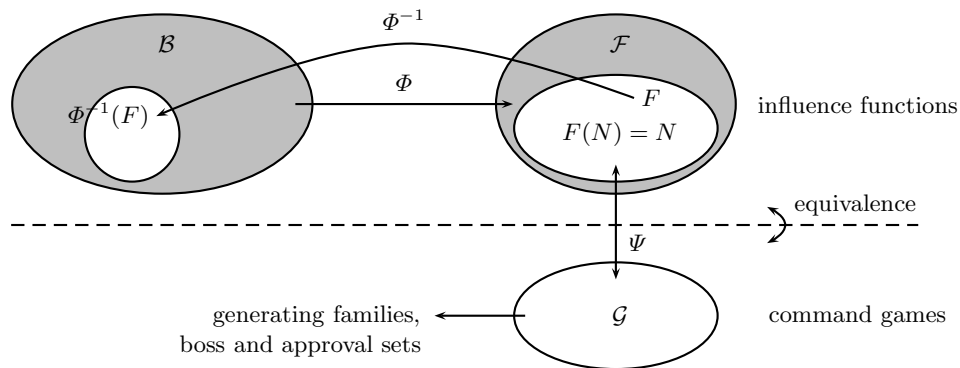 Φ⁻¹
ℬ
ℱ
Φ⁻¹(F)
Φ
F
influence functions
F(N) = N
equivalence
Ψ
generating families,
𝒢
command games
boss and approval sets